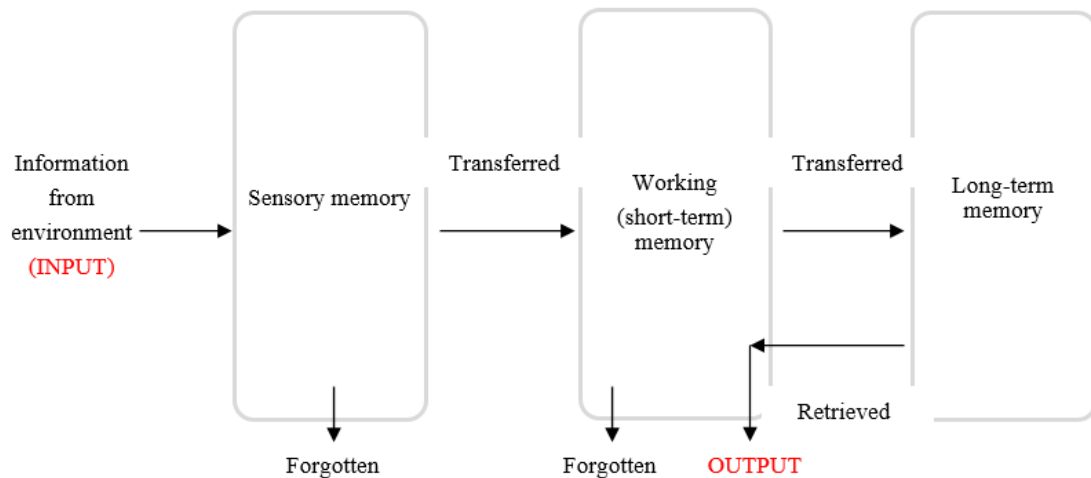 Information
from
environment
(INPUT)
Sensory memory
Transferred
Working
(short-term)
memory
Transferred
Long-term
memory
Retrieved
Forgotten
Forgotten
OUTPUT